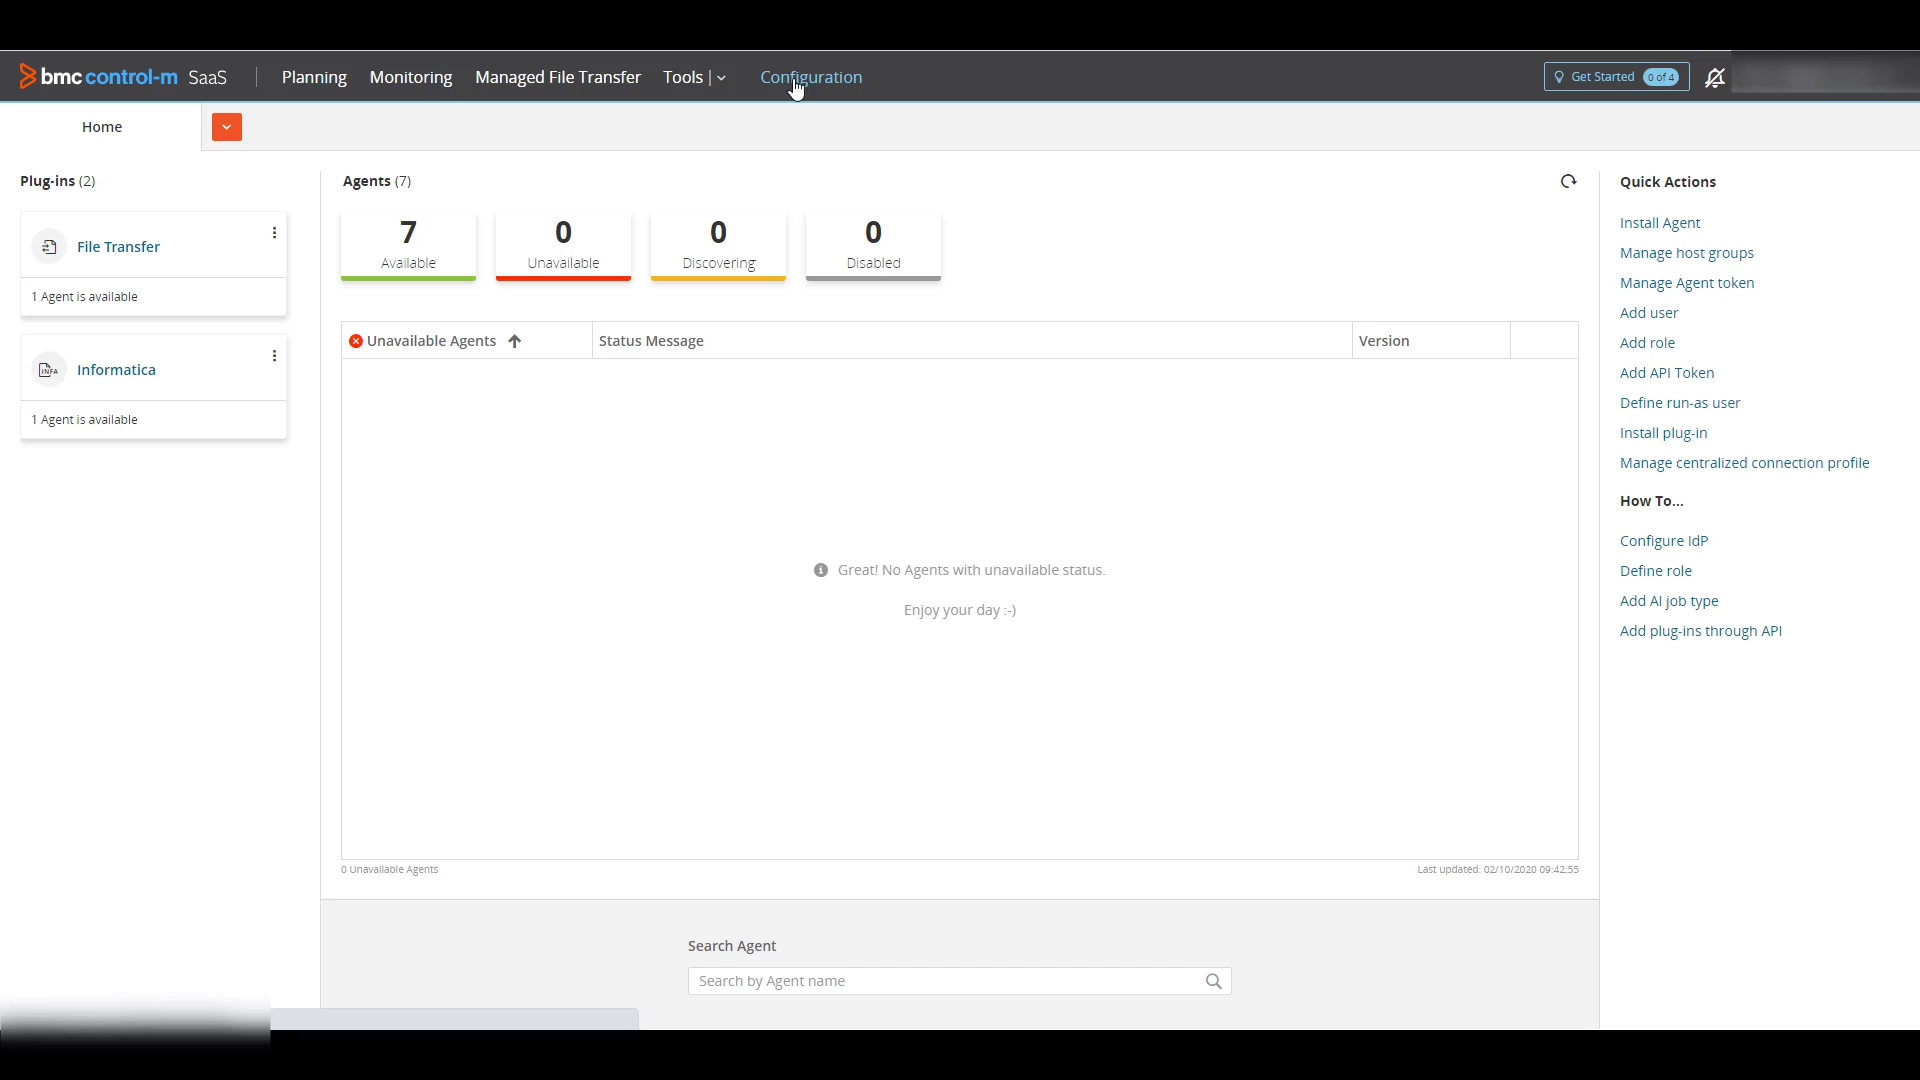 bmc control-m SaaS
Planning
Monitoring
Managed File Transfer
Tools
Configuration
Get Started 0 of 4
Home
Plug-ins (2)
File Transfer
1 Agent is available
INFA
Informatica
1 Agent is available
Agents (7)
7
Available
0
Unavailable
0
Discovering
0
Disabled
Unavailable Agents
Status Message
Version
Great! No Agents with unavailable status.
Enjoy your day :-)
0 Unavailable Agents
Last updated: 02/10/2020 09:42:55
Search Agent
Search by Agent name
Quick Actions
Install Agent
Manage host groups
Manage Agent token
Add user
Add role
Add API Token
Define run-as user
Install plug-in
Manage centralized connection profile
How To...
Configure IdP
Define role
Add AI job type
Add plug-ins through API